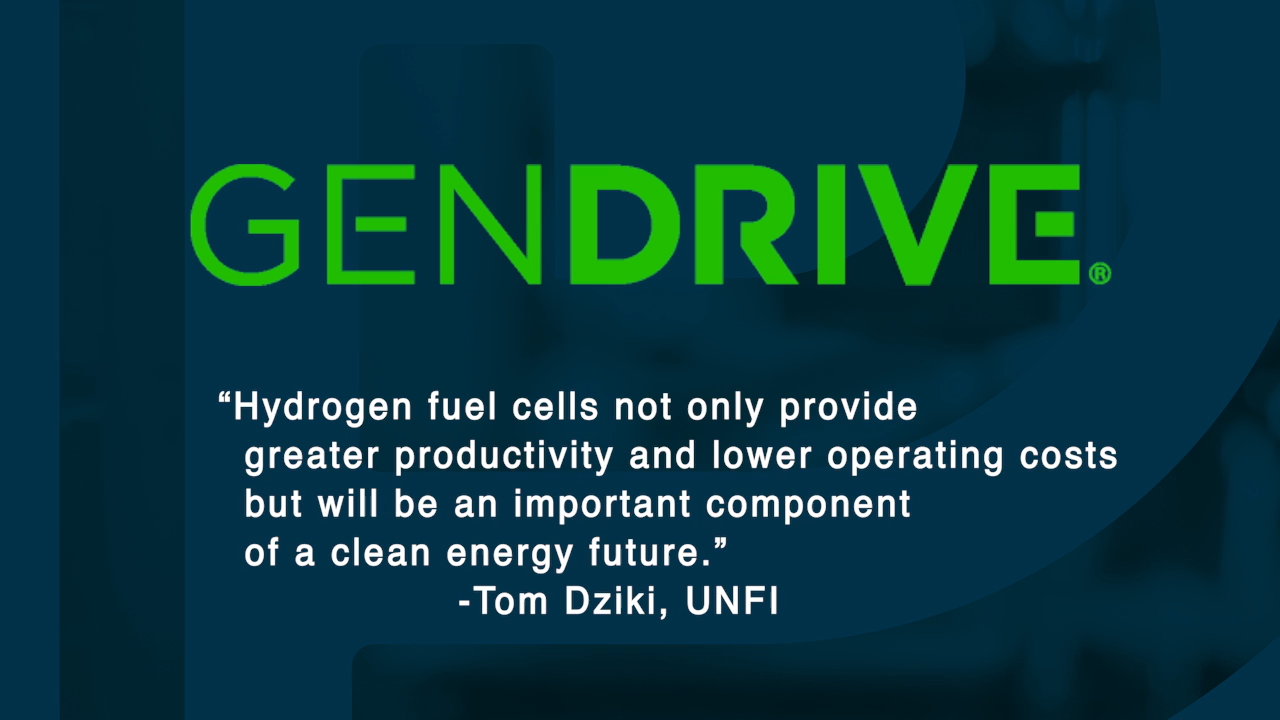 GENDRIVE®
“Hydrogen fuel cells not only provide
greater productivity and lower operating costs
but will be an important component
of a clean energy future.”
-Tom Dziki, UNFI